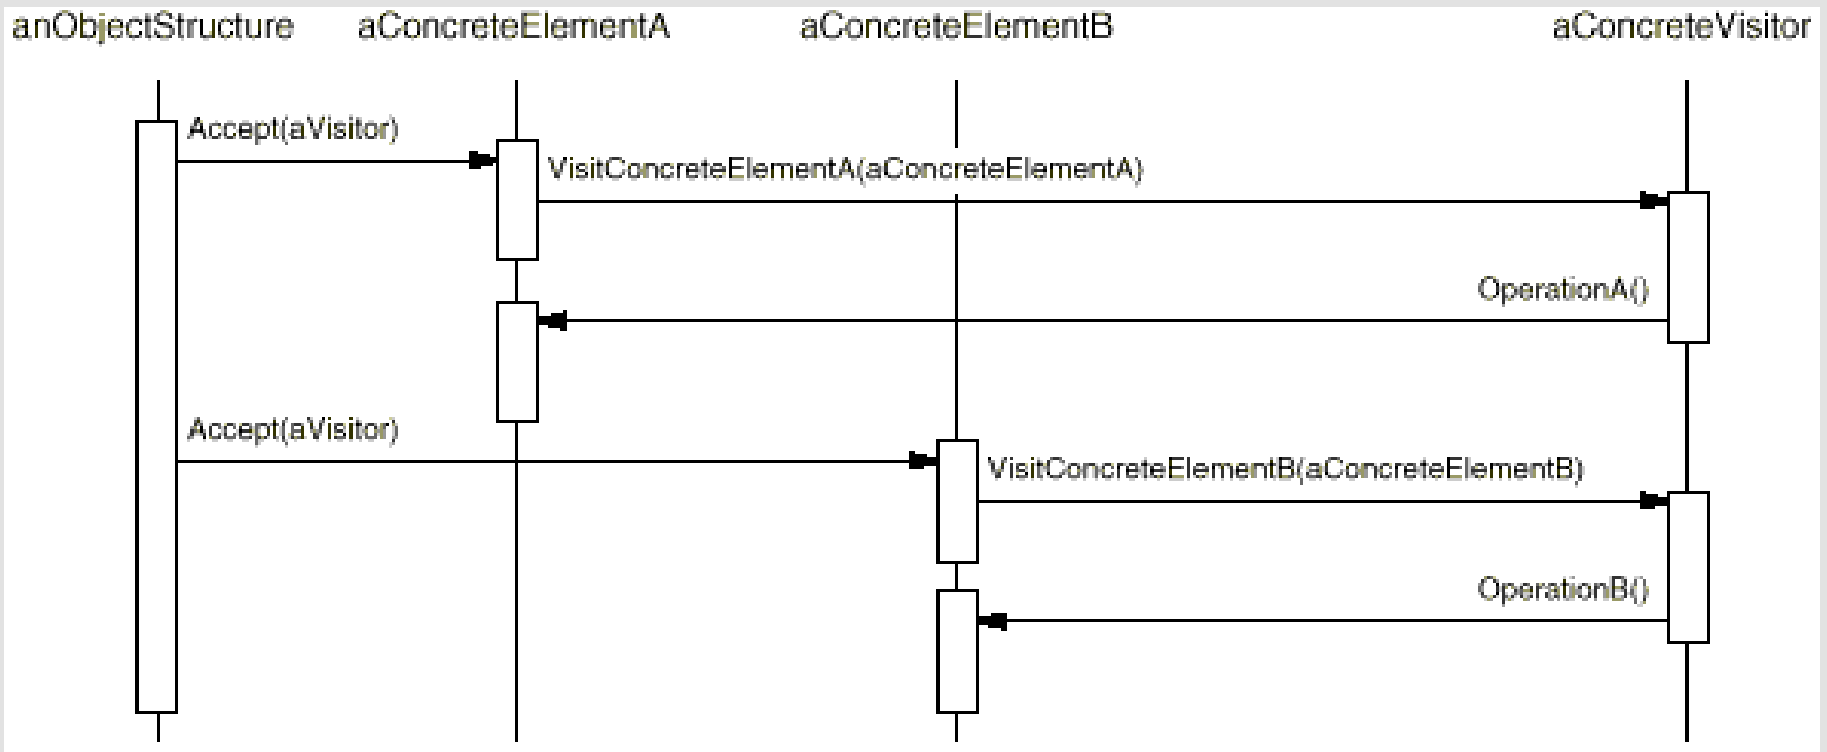 anObjectStructure aConcreteElementA aConcreteElementB aConcreteVisitor
Accept(aVisitor)
VisitConcreteElementA(aConcreteElementA)
OperationA()
Accept(aVisitor)
VisitConcreteElementB(aConcreteElementB)
OperationB()